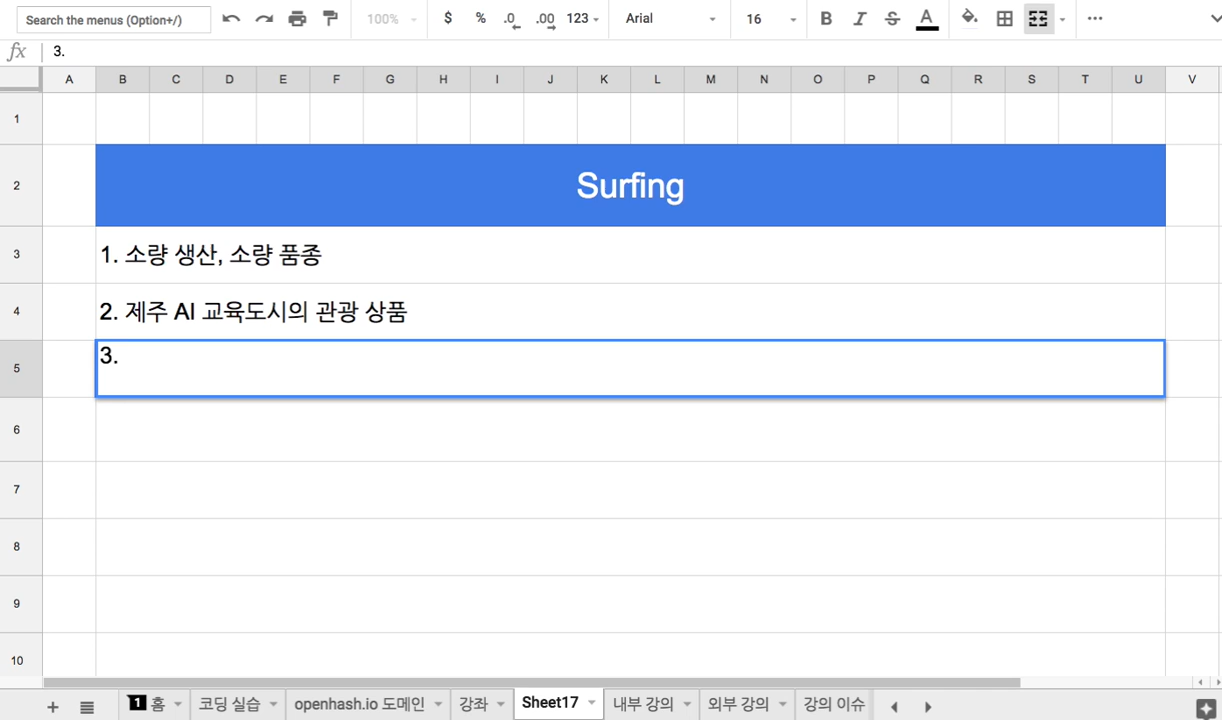 Search the menus (Option+/)
100%
$ % .0 .00 123
Arial
16
B I S A
fx 3.
A B C D E F G H I J K L M N O P Q R S T U V
1
2 Surfing
3 1. 소량 생산, 소량 품종
4 2. 제주 AI 교육도시의 관광 상품
5 3.
6
7
8
9
10
1 홈 코딩 실습 openhash.io 도메인 강좌 Sheet17 내부 강의 외부 강의 강의 이슈